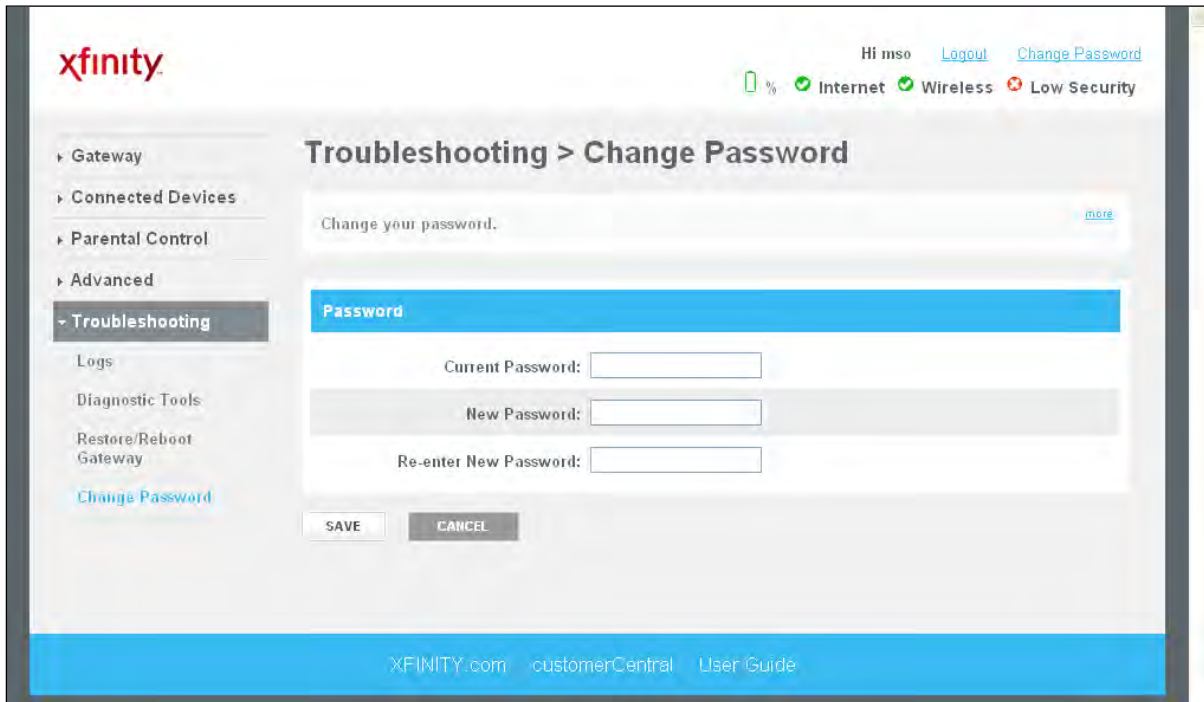 xfinity
Hi mso Logout Change Password
% Internet Wireless Low Security
Gateway
Connected Devices
Parental Control
Advanced
Troubleshooting
Logs
Diagnostic Tools
Restore/Reboot
Gateway
Change Password
Troubleshooting > Change Password
Change your password.
more
Password
Current Password:
New Password:
Re-enter New Password:
SAVE CANCEL
XFINITY.com customerCentral User Guide